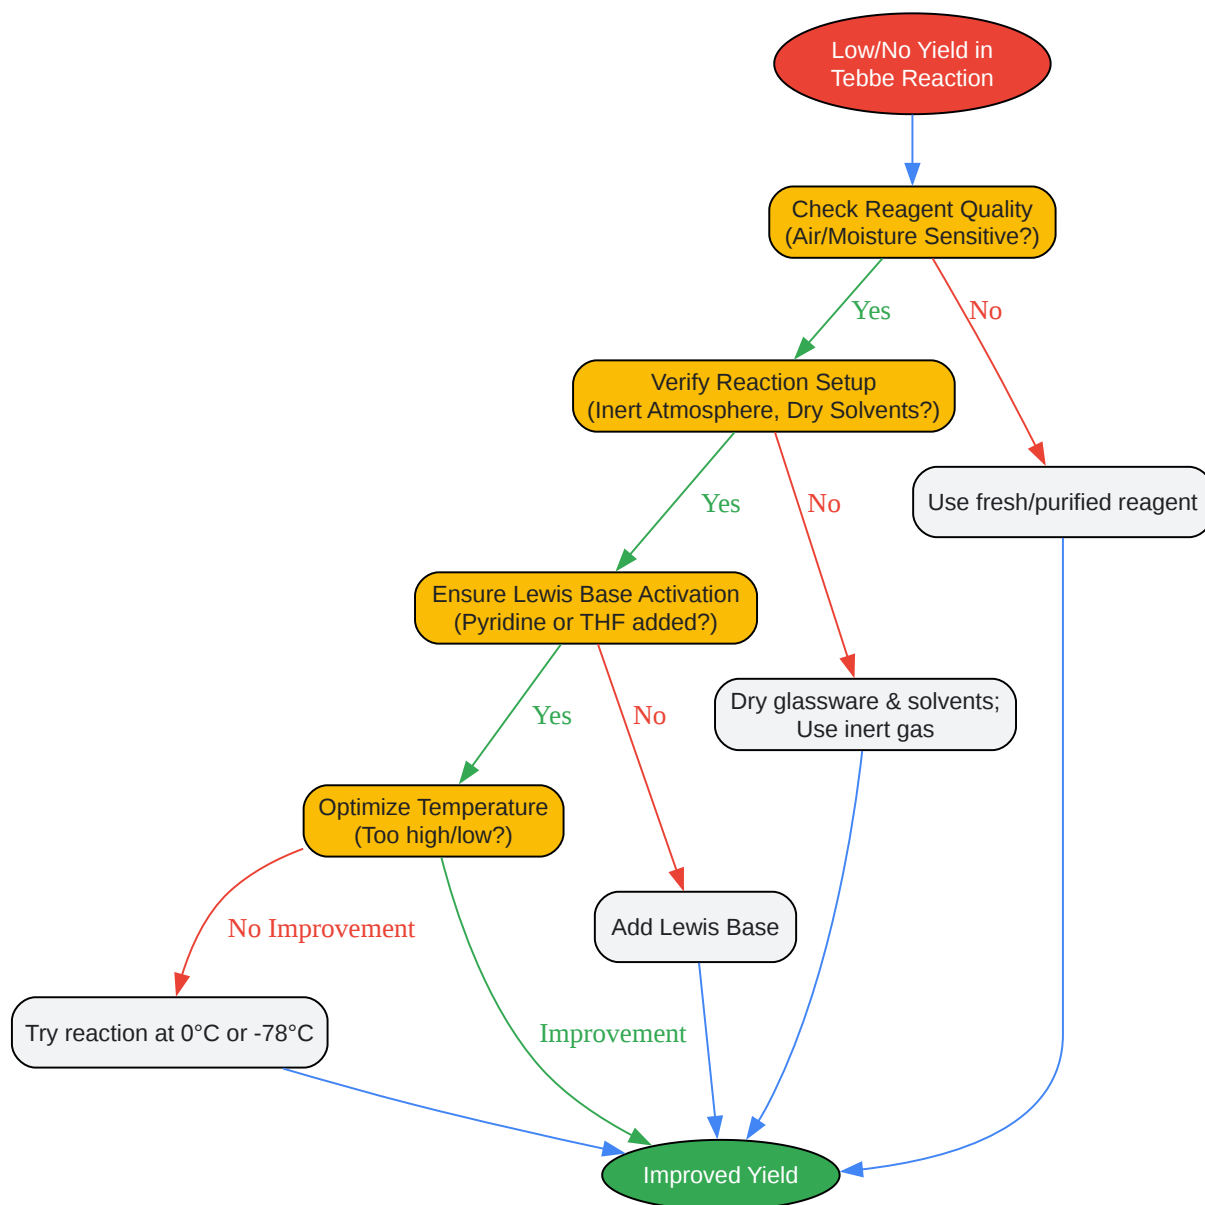 Low/No Yield in
Tebbe Reaction
Check Reagent Quality
(Air/Moisture Sensitive?)
Yes
No
Verify Reaction Setup
(Inert Atmosphere, Dry Solvents?)
Yes
No
Use fresh/purified reagent
Ensure Lewis Base Activation
(Pyridine or THF added?)
Yes
No
Dry glassware & solvents;
Use inert gas
Optimize Temperature
(Too high/low?)
No Improvement
Add Lewis Base
Try reaction at 0°C or -78°C
Improvement
Improved Yield